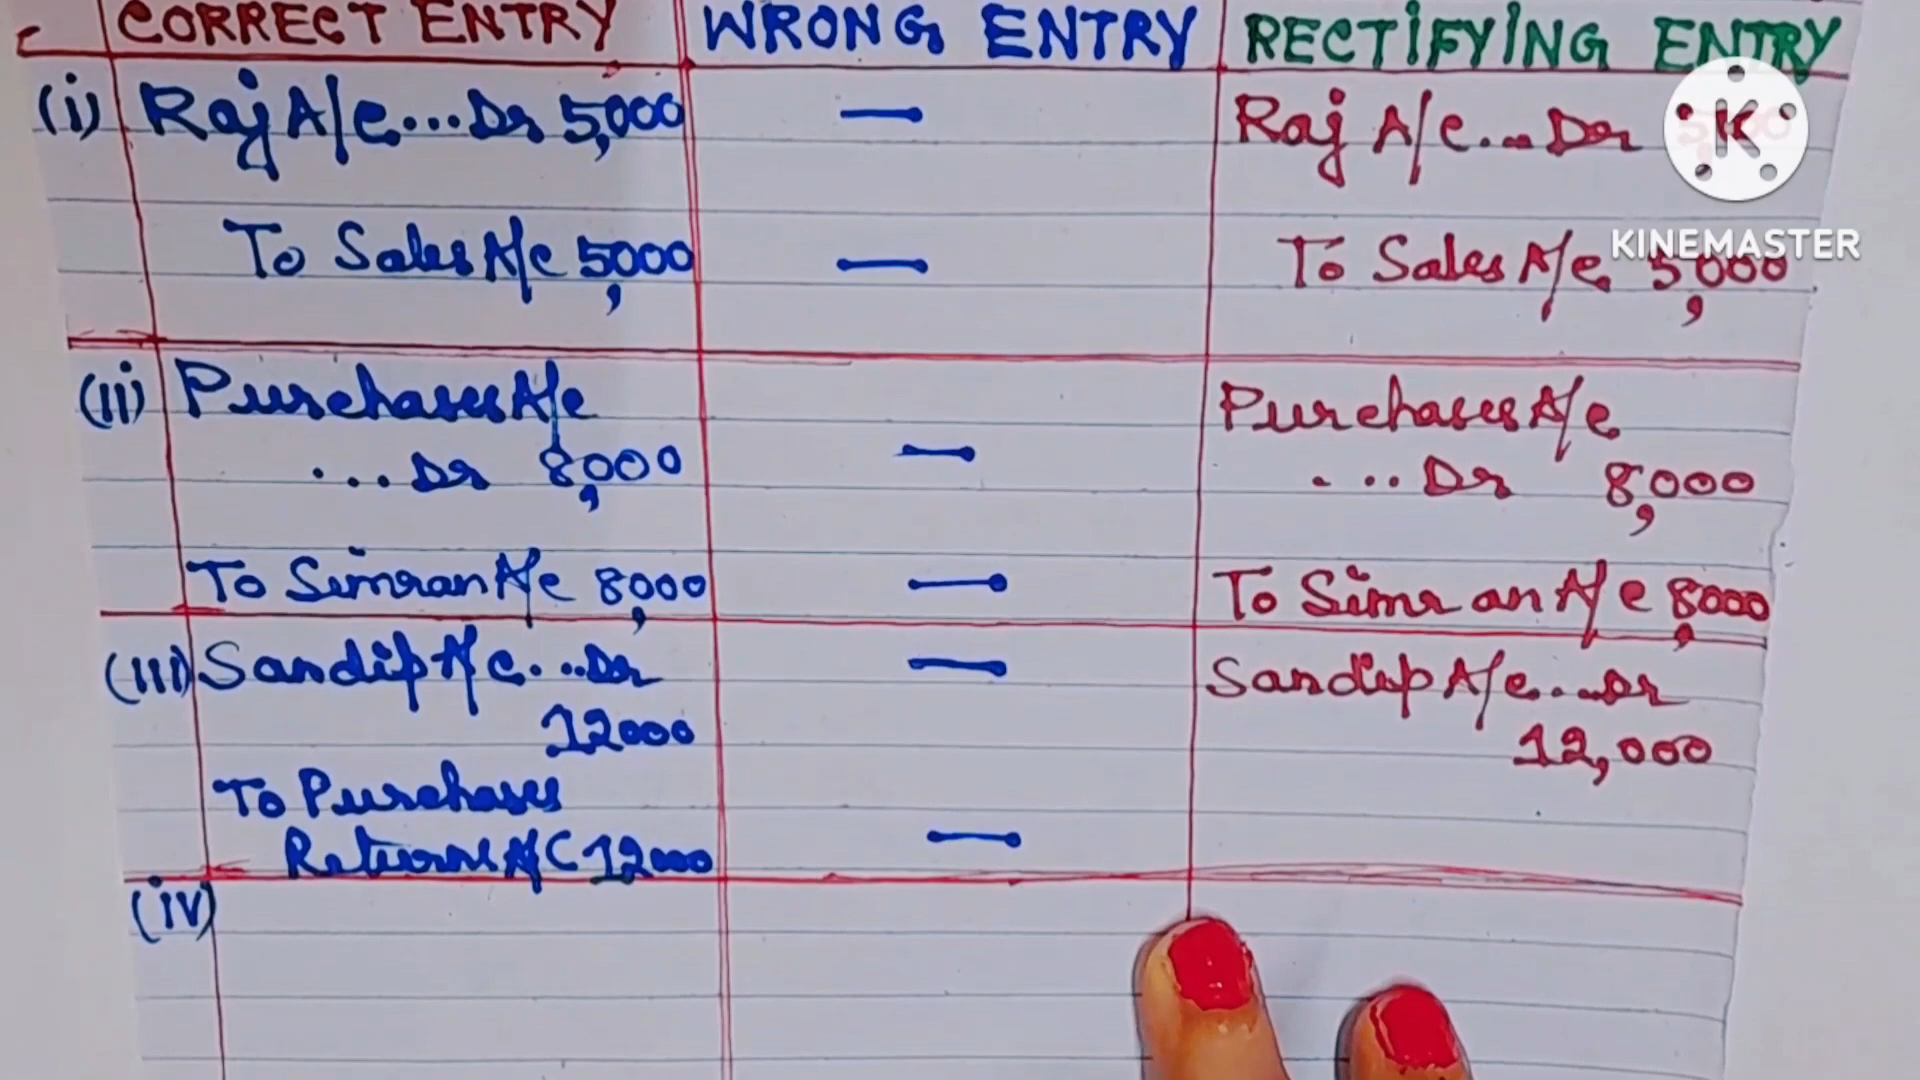 CORRECT ENTRY WRONG ENTRY RECTIFYING ENTRY
(i) Raj A/c...Dr 5,000 — Raj A/c...Dr
K
KINEMASTER
To Sales A/c 5,000 — To Sales A/c 5,000
(ii) Purchases A/c Purchases A/c
...Dr 8,000 — ...Dr 8,000
To Simran A/c 8,000 — To Simran A/c 8,000
(iii) Sandip A/c...Dr — Sandip A/c...Dr
12000 12,000
To Purchases
Returns A/C 12000 —
(iv)